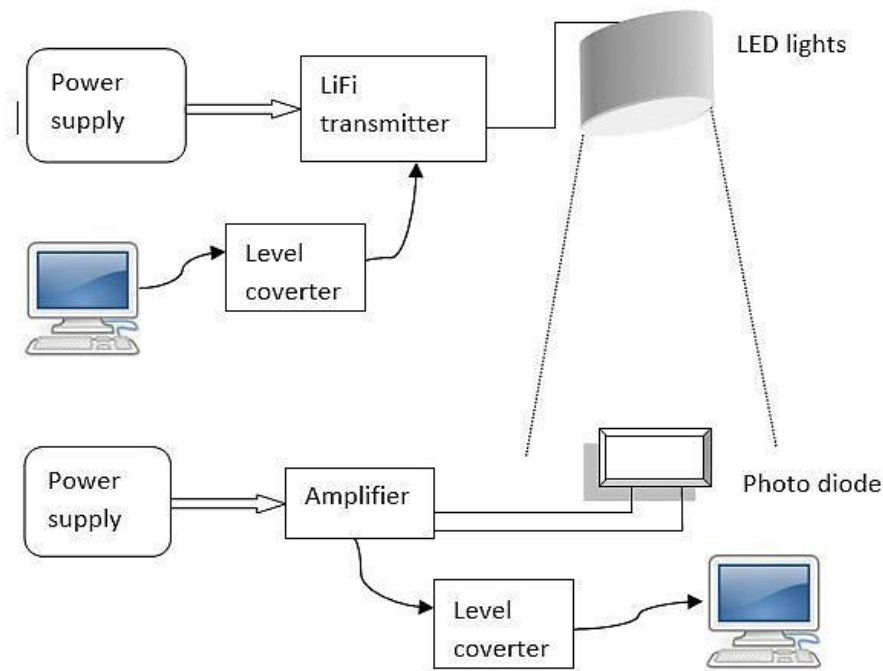 Power
supply
LiFi
transmitter
LED lights
Level
coverter
Power
supply
Amplifier
Photo diode
Level
coverter